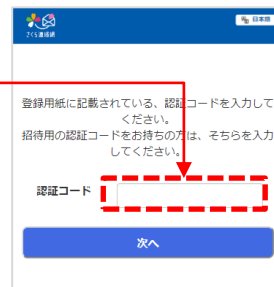 さくら連絡網
日本語
登録用紙に記載されている、認証コードを入力して
ください。
招待用の認証コードをお持ちの方は、そちらを入力
してください。
認証コード
次へ